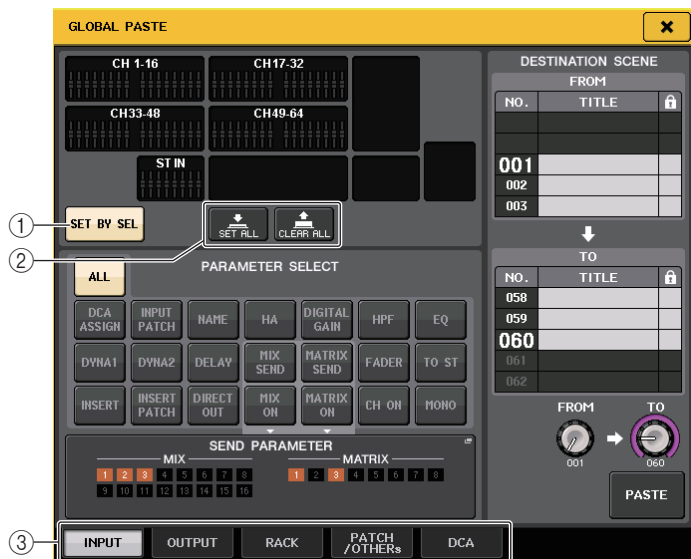 GLOBAL PASTE
CH 1-16 CH17-32
CH33-48 CH49-64
ST IN
1 SET BY SEL
2 SET ALL CLEAR ALL
ALL PARAMETER SELECT
DCA ASSIGN INPUT PATCH NAME HA DIGITAL GAIN HPF EQ
DYNA1 DYNA2 DELAY MIX SEND MATRIX SEND FADER TO ST
INSERT INSERT PATCH DIRECT OUT MIX ON MATRIX ON CH ON MONO
SEND PARAMETER
MIX MATRIX
1 2 3 4 5 6 7 8 1 2 3 4 5 6 7 8
9 10 11 12 13 14 15 16
3 INPUT OUTPUT RACK PATCH /OTHERs DCA
DESTINATION SCENE
FROM
NO. TITLE
001
002
003
TO
NO. TITLE
058
059
060
061
062
FROM TO
001 060
PASTE